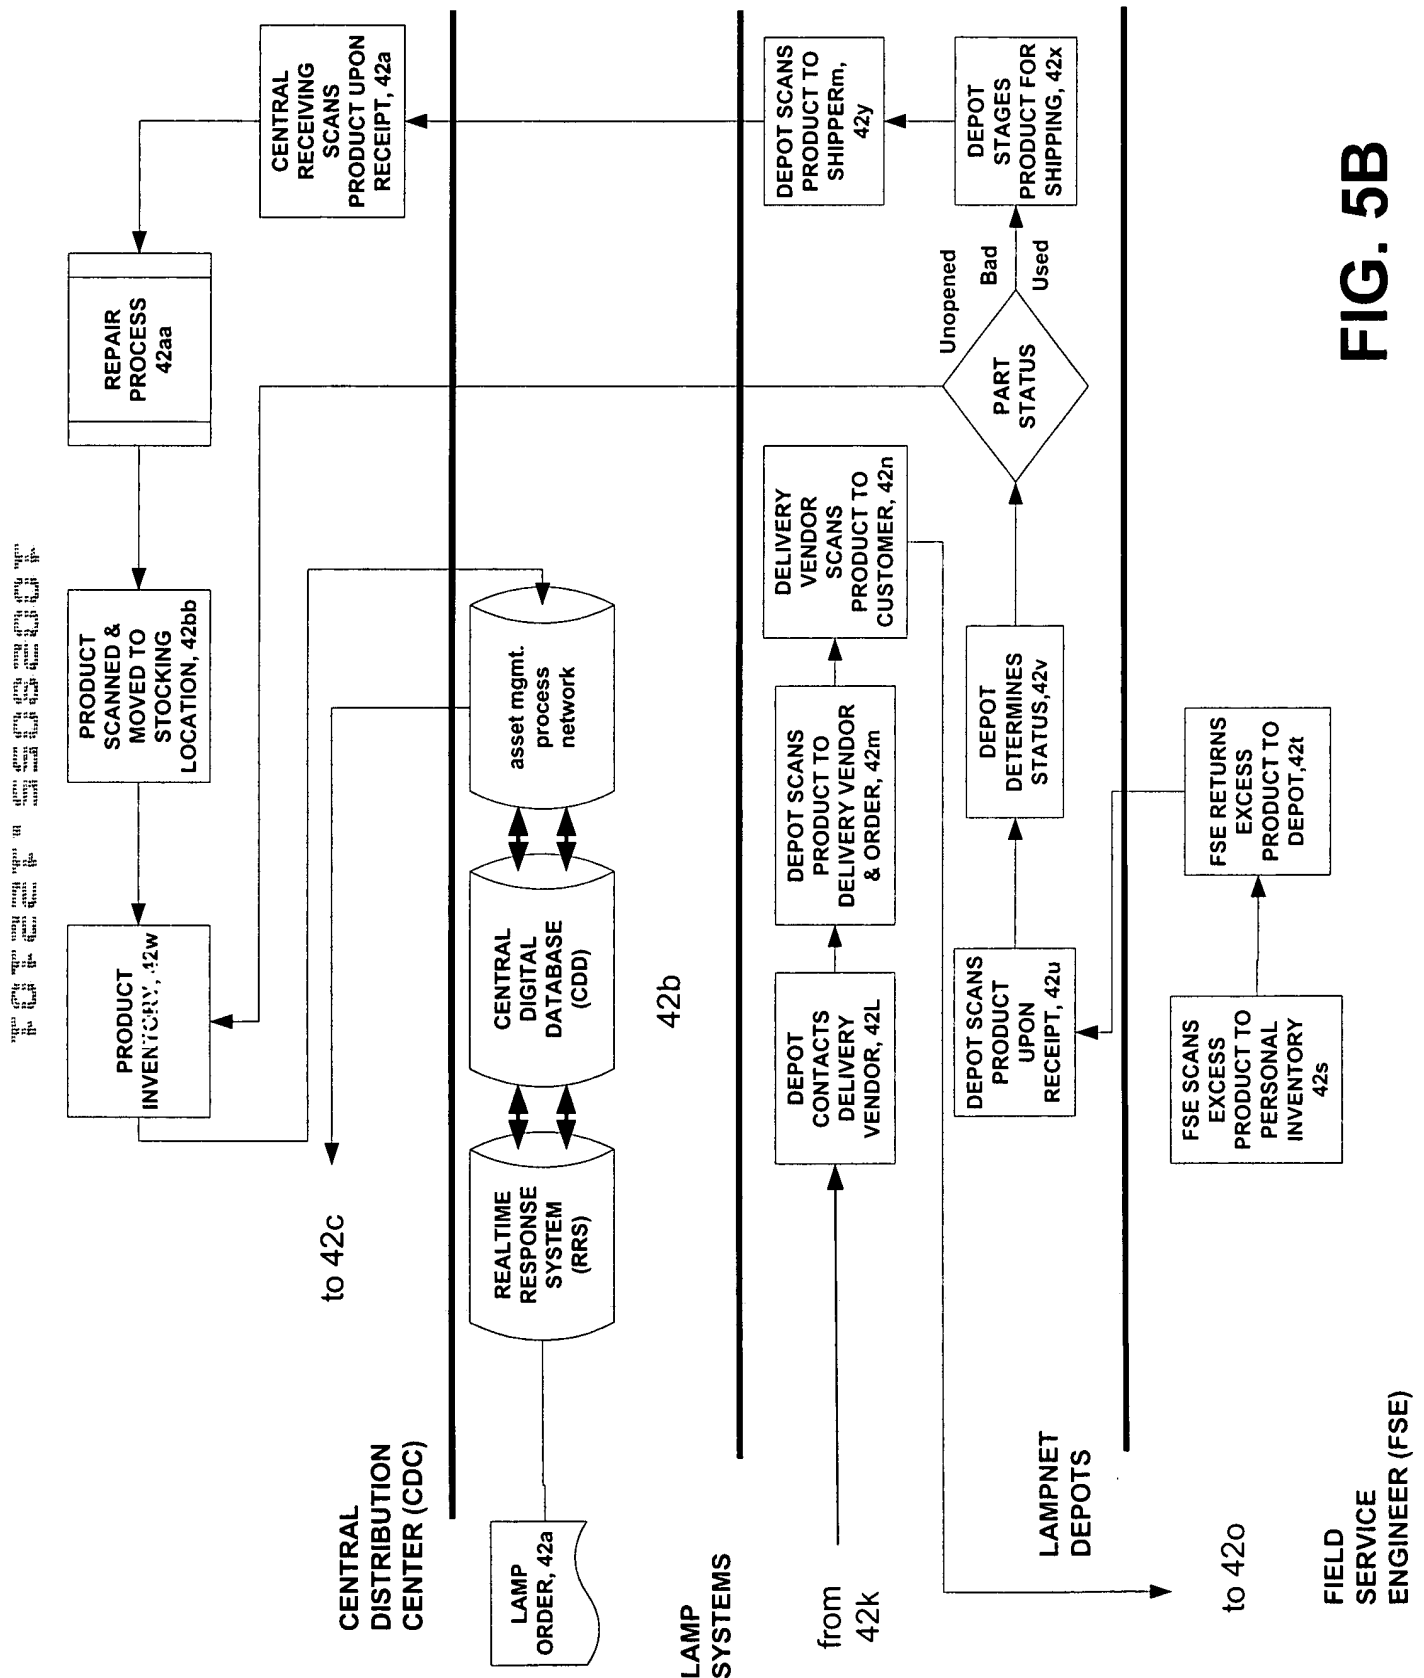 CENTRAL
DISTRIBUTION
CENTER (CDC)
PRODUCT
INVENTORY, 42w
PRODUCT
SCANNED &
MOVED TO
STOCKING
LOCATION, 42bb
REPAIR
PROCESS
42aa
CENTRAL
RECEIVING
SCANS
PRODUCT UPON
RECEIPT, 42a
to 42c
LAMP
SYSTEMS
LAMP
ORDER, 42a
REALTIME
RESPONSE
SYSTEM
(RRS)
CENTRAL
DIGITAL
DATABASE
(CDD)
asset mgmt.
process
network
42b
LAMPNET
DEPOTS
from
42k
DEPOT
CONTACTS
DELIVERY
VENDOR, 42L
DEPOT SCANS
PRODUCT TO
DELIVERY VENDOR
& ORDER, 42m
DELIVERY
VENDOR
SCANS
PRODUCT TO
CUSTOMER, 42n
DEPOT SCANS
PRODUCT TO
SHIPPERm,
42y
DEPOT SCANS
PRODUCT
UPON
RECEIPT, 42u
DEPOT
DETERMINES
STATUS,42v
PART
STATUS
Unopened
Bad
Used
DEPOT
STAGES
PRODUCT FOR
SHIPPING, 42x
to 42o
FIELD
SERVICE
ENGINEER (FSE)
FSE SCANS
EXCESS
PRODUCT TO
PERSONAL
INVENTORY
42s
FSE RETURNS
EXCESS
PRODUCT TO
DEPOT,42t
FIG. 5B